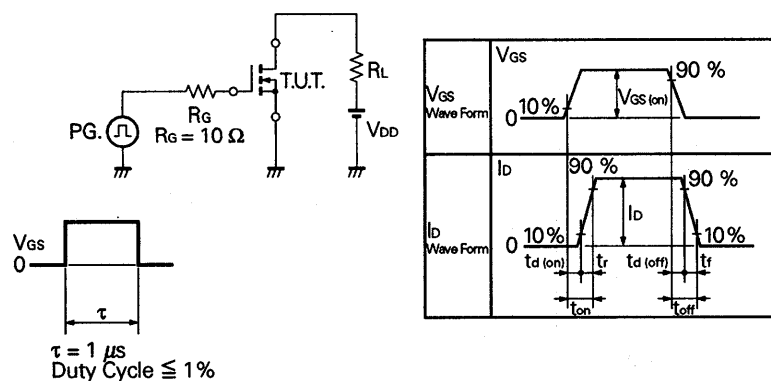 T.U.T.
RL
RG
RG = 10 Ω
PG.
VDD
VGS
0
τ
τ = 1 μs
Duty Cycle ≦ 1%
VGS
Wave Form
VGS
10 %
90 %
VGS (on)
0
ID
Wave Form
ID
90 %
90 %
ID
10 %
10 %
0
td (on)
tr
td (off)
tf
ton
toff